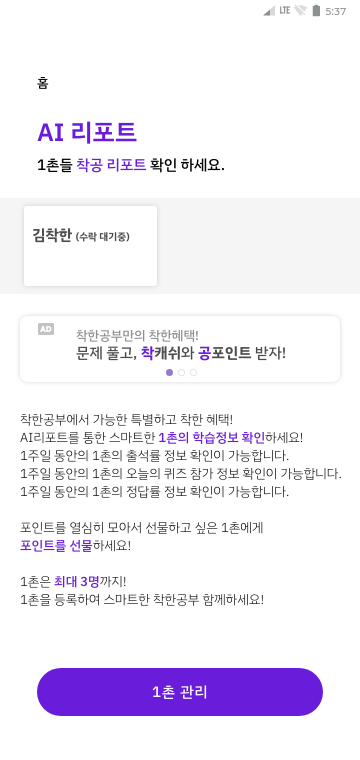 LTE 5:37
홈
AI 리포트
1촌들 착공 리포트 확인 하세요.
김착한 (수락 대기중)
AD
착한공부만의 착한혜택!
문제 풀고, 착캐쉬와 공포인트 받자!
착한공부에서 가능한 특별하고 착한 혜택!
AI리포트를 통한 스마트한 1촌의 학습정보 확인하세요!
1주일 동안의 1촌의 출석률 정보 확인이 가능합니다.
1주일 동안의 1촌의 오늘의 퀴즈 참가 정보 확인이 가능합니다.
1주일 동안의 1촌의 정답률 정보 확인이 가능합니다.
포인트를 열심히 모아서 선물하고 싶은 1촌에게
포인트를 선물하세요!
1촌은 최대 3명까지!
1촌을 등록하여 스마트한 착한공부 함께하세요!
1촌 관리